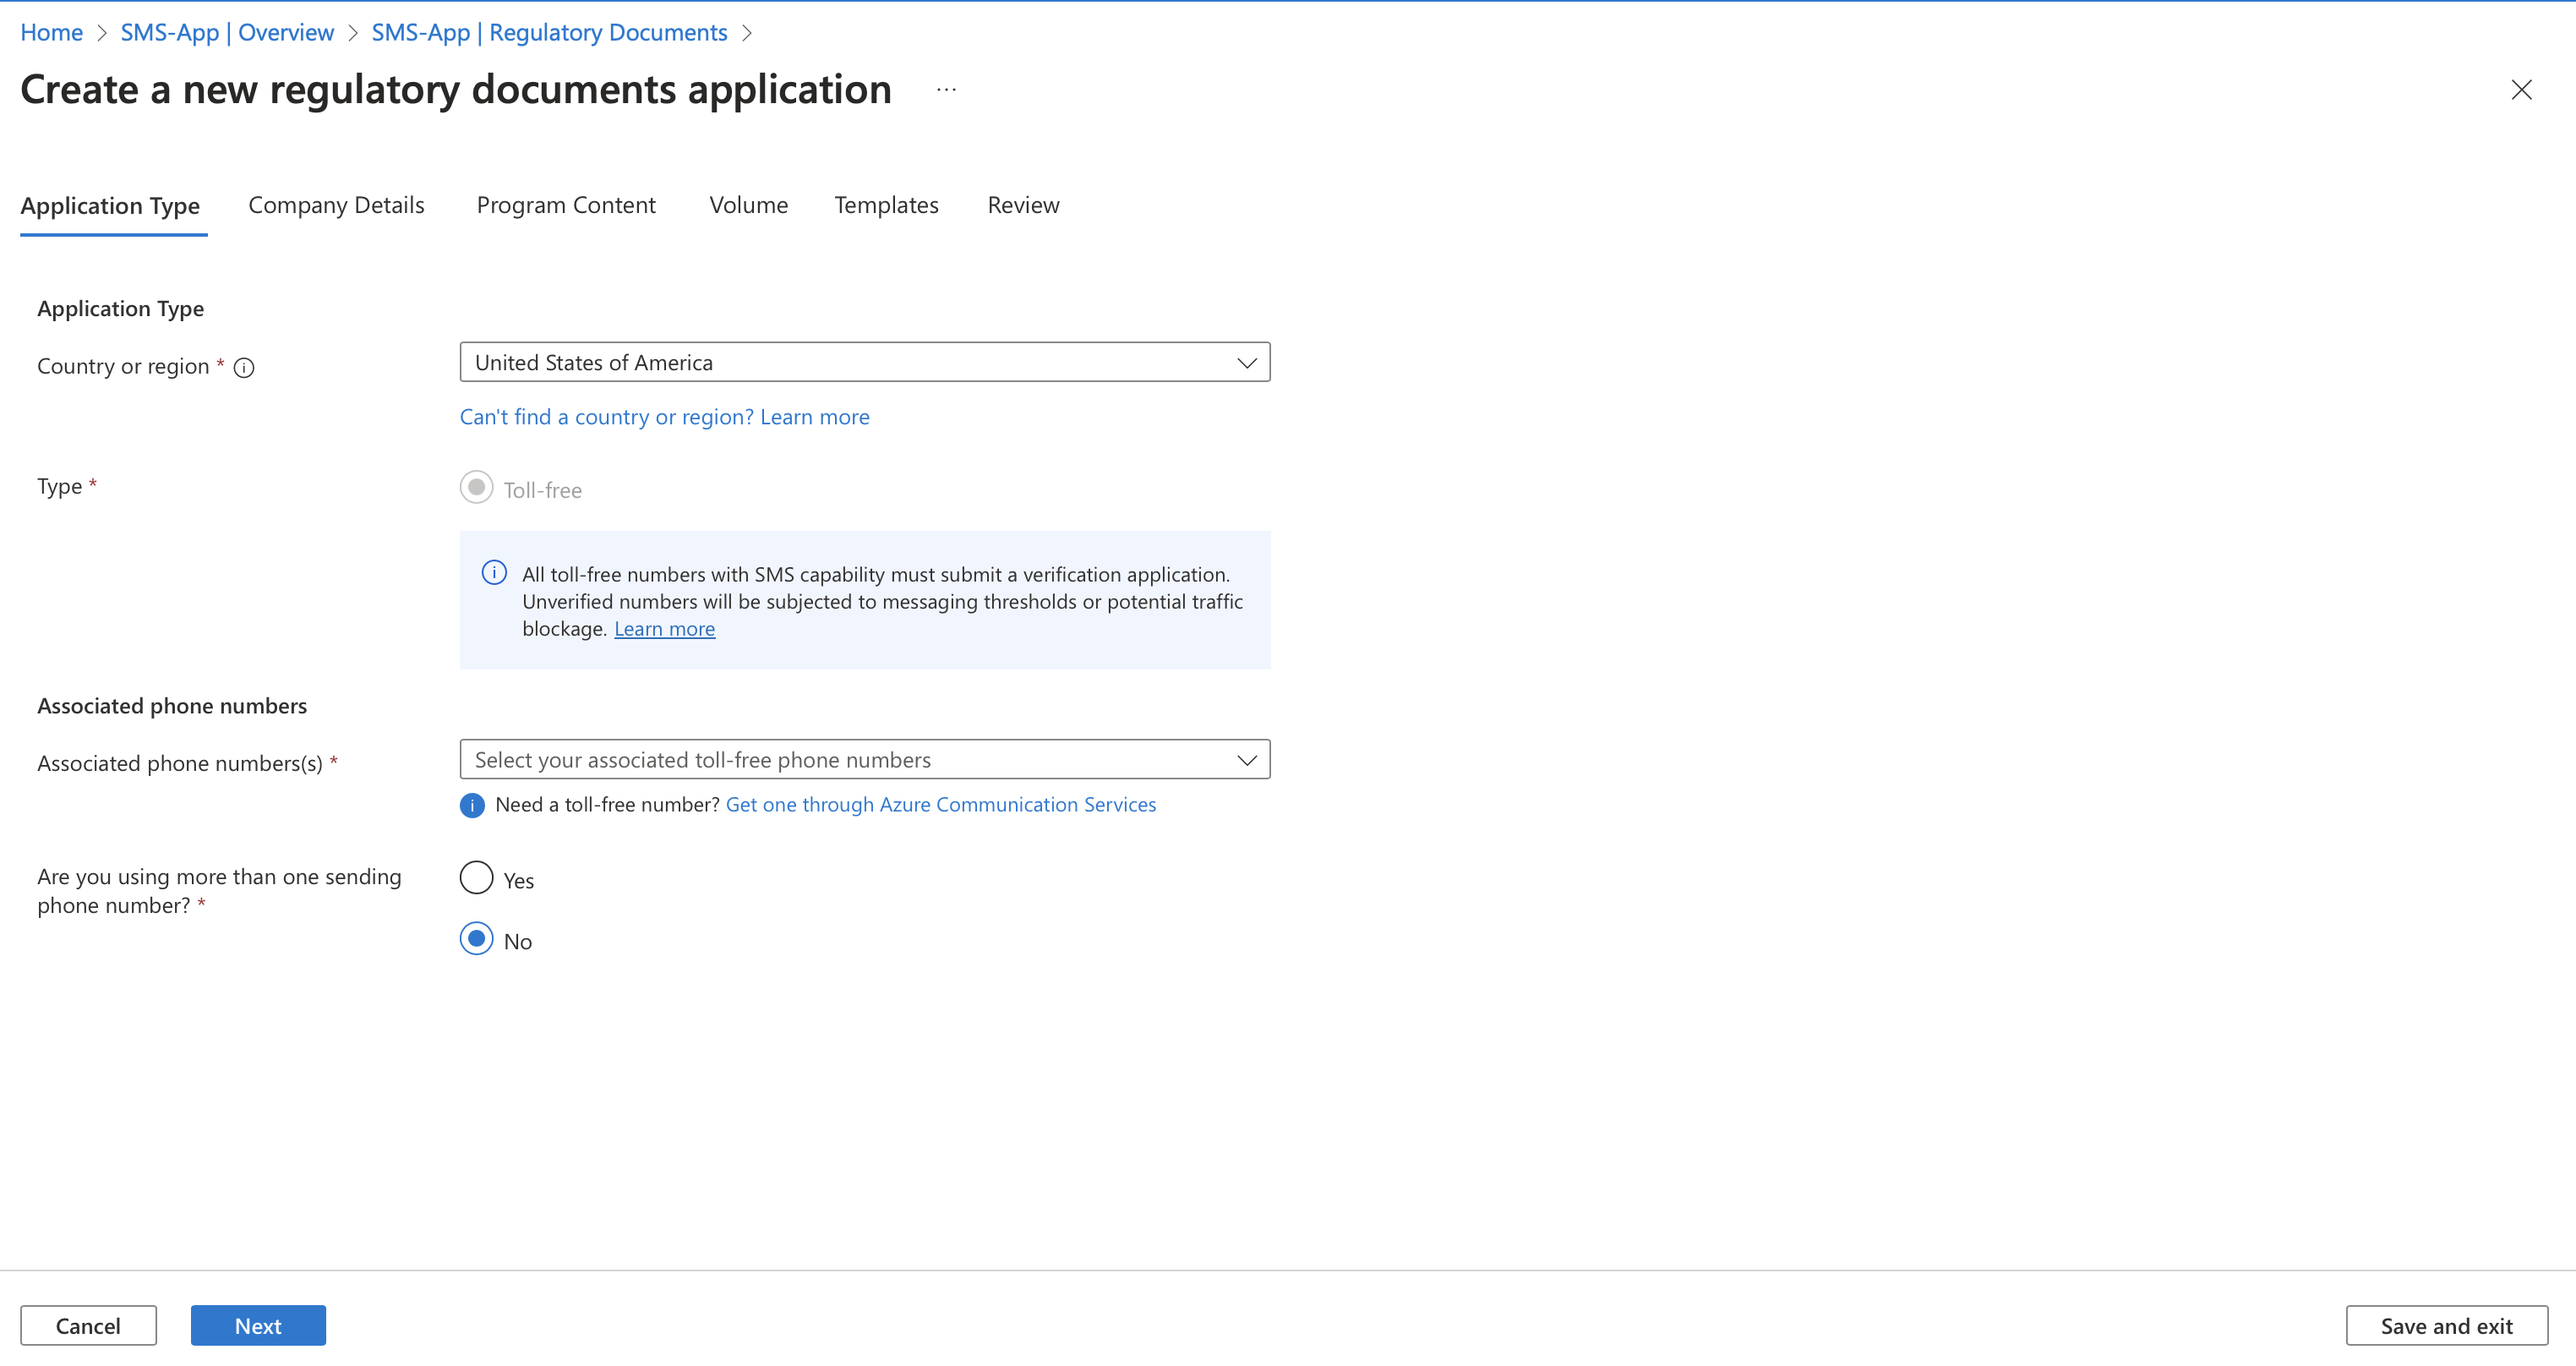 Home > SMS-App | Overview > SMS-App | Regulatory Documents >
Create a new regulatory documents application ...
Application Type Company Details Program Content Volume Templates Review
Application Type
Country or region *
United States of America
Can't find a country or region? Learn more
Type *
Toll-free
All toll-free numbers with SMS capability must submit a verification application.
Unverified numbers will be subjected to messaging thresholds or potential traffic
blockage. Learn more
Associated phone numbers
Associated phone numbers(s) *
Select your associated toll-free phone numbers
Need a toll-free number? Get one through Azure Communication Services
Are you using more than one sending
phone number? *
Yes
No
Cancel Next Save and exit